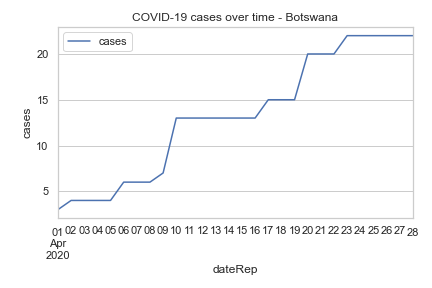 COVID-19 cases over time - Botswana
cases
20
15
10
5
cases
01 02 03 04 05 06 07 08 09 10 11 12 13 14 15 16 17 18 19 20 21 22 23 24 25 26 27 28
Apr
2020
dateRep